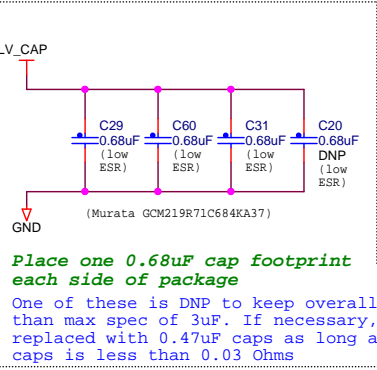 LV_CAP
C29
0.68uF
(low
ESR)
C60
0.68uF
(low
ESR)
C31
0.68uF
(low
ESR)
C20
0.68uF
DNP
(low
ESR)
GND
(Murata GCM219R71C684KA37)
Place one 0.68uF cap footprint
each side of package
One of these is DNP to keep overall
than max spec of 3uF. If necessary,
replaced with 0.47uF caps as long a
caps is less than 0.03 Ohms